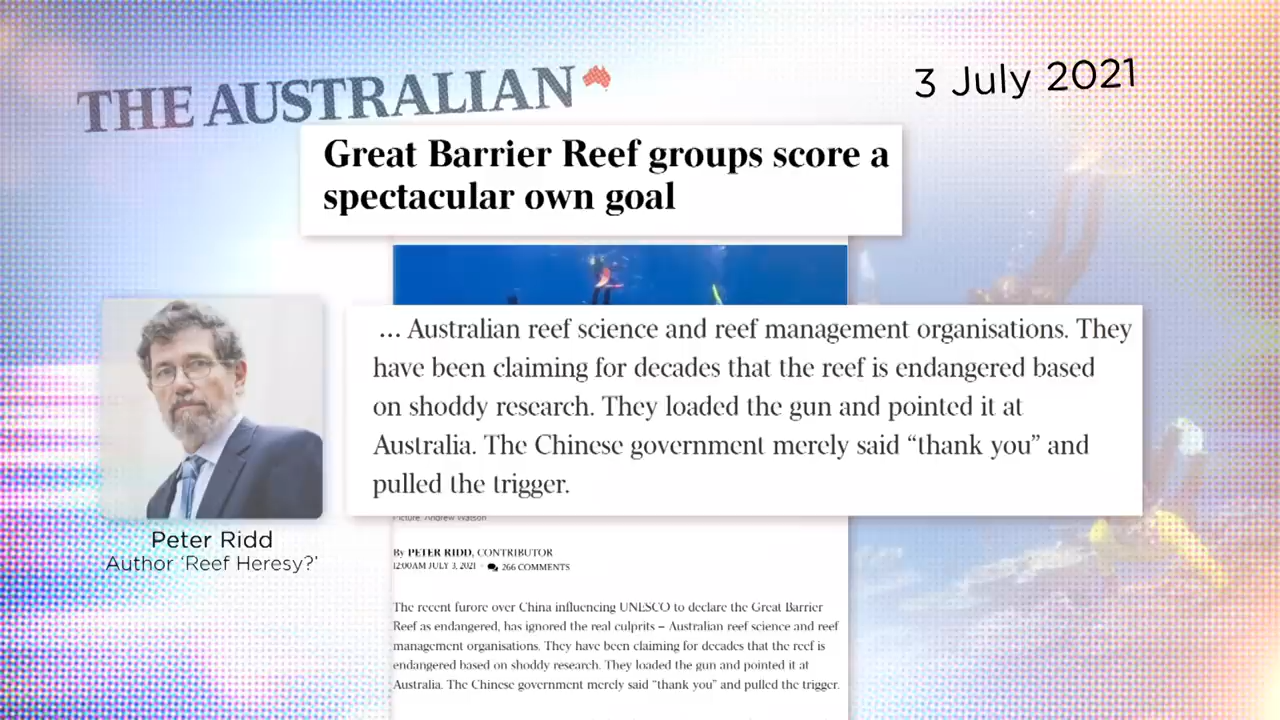 THE AUSTRALIAN
3 July 2021
Great Barrier Reef groups score a
spectacular own goal
... Australian reef science and reef management organisations. They
have been claiming for decades that the reef is endangered based
on shoddy research. They loaded the gun and pointed it at
Australia. The Chinese government merely said “thank you” and
pulled the trigger.
Peter Ridd
Author ‘Reef Heresy?’
Picture: Andrew Watson
By PETER RIDD, CONTRIBUTOR
12:00AM JULY 3, 2021 • 266 COMMENTS
The recent furore over China influencing UNESCO to declare the Great Barrier
Reef as endangered, has ignored the real culprits – Australian reef science and reef
management organisations. They have been claiming for decades that the reef is
endangered based on shoddy research. They loaded the gun and pointed it at
Australia. The Chinese government merely said “thank you” and pulled the trigger.